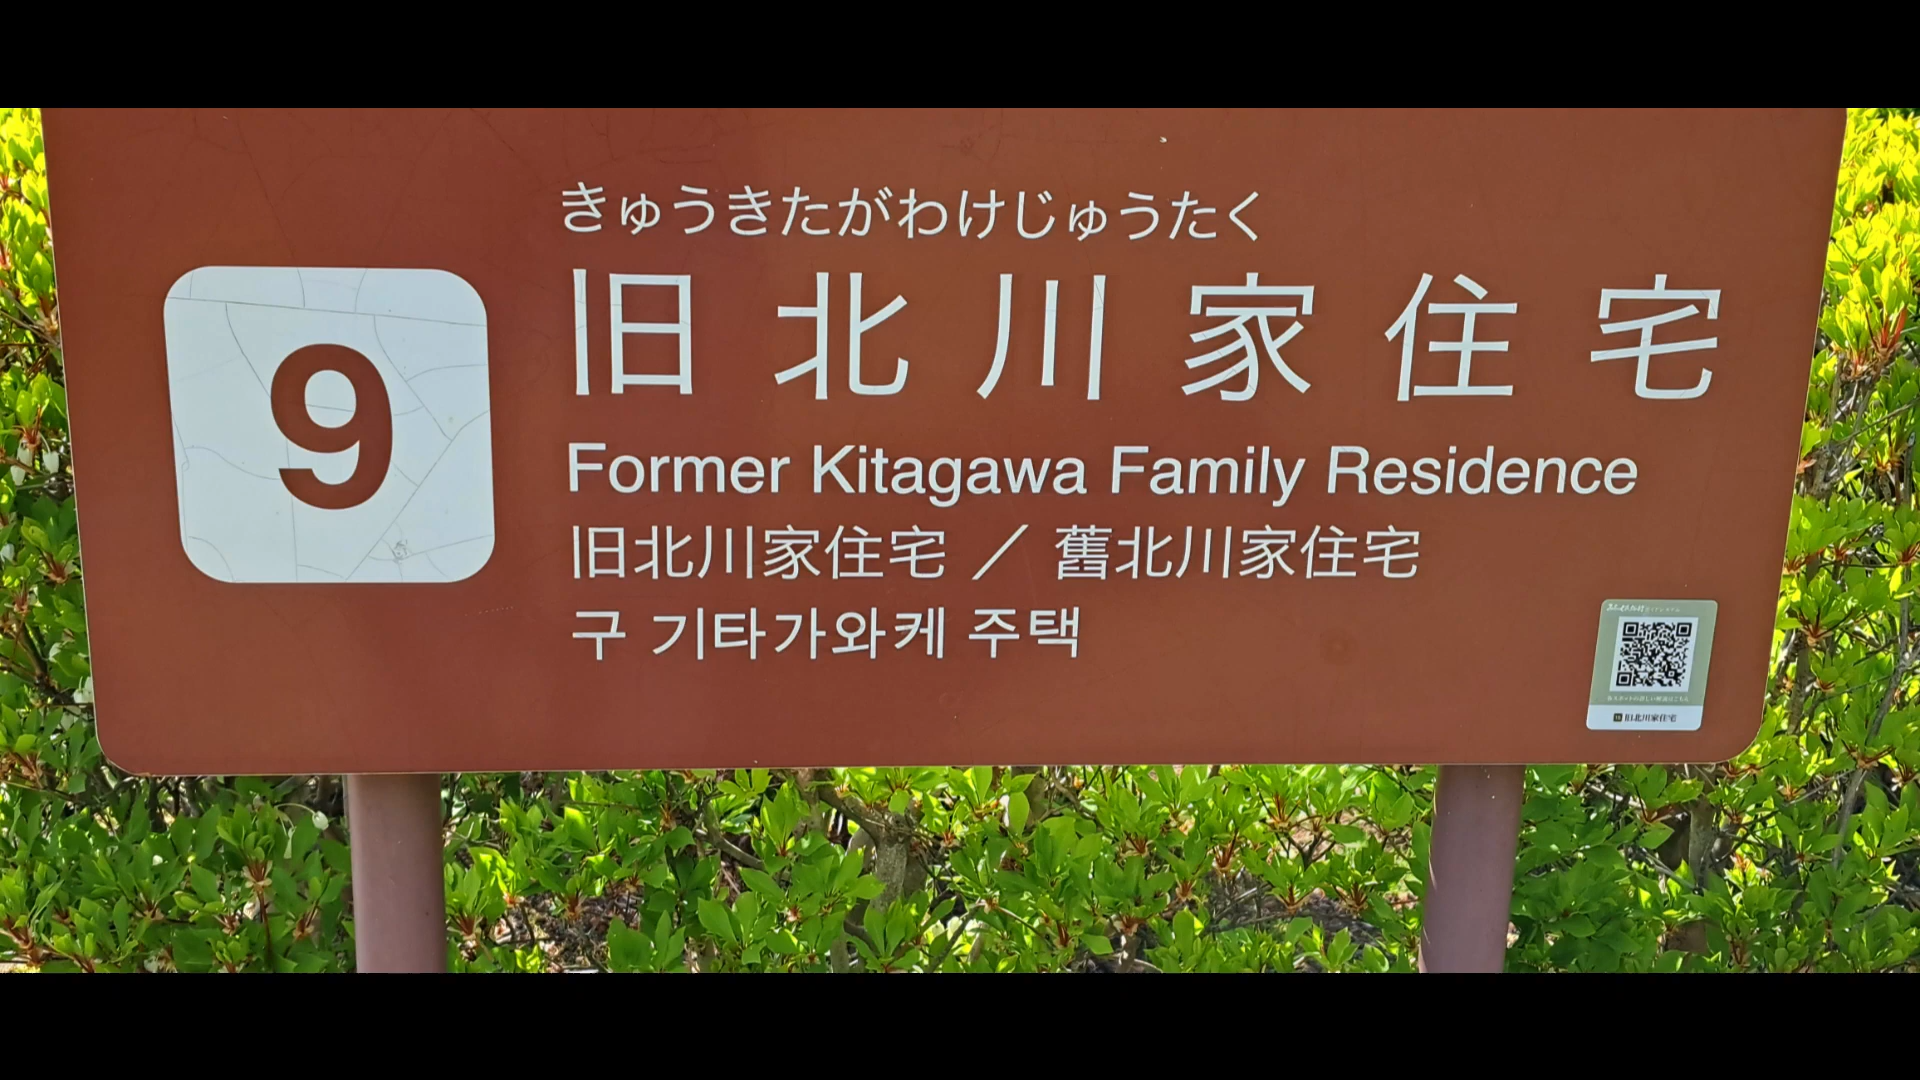 きゅうきたがわけじゅうたく
9
旧北川家住宅
Former Kitagawa Family Residence
旧北川家住宅 ／ 舊北川家住宅
구 기타가와케 주택
旧北川家住宅